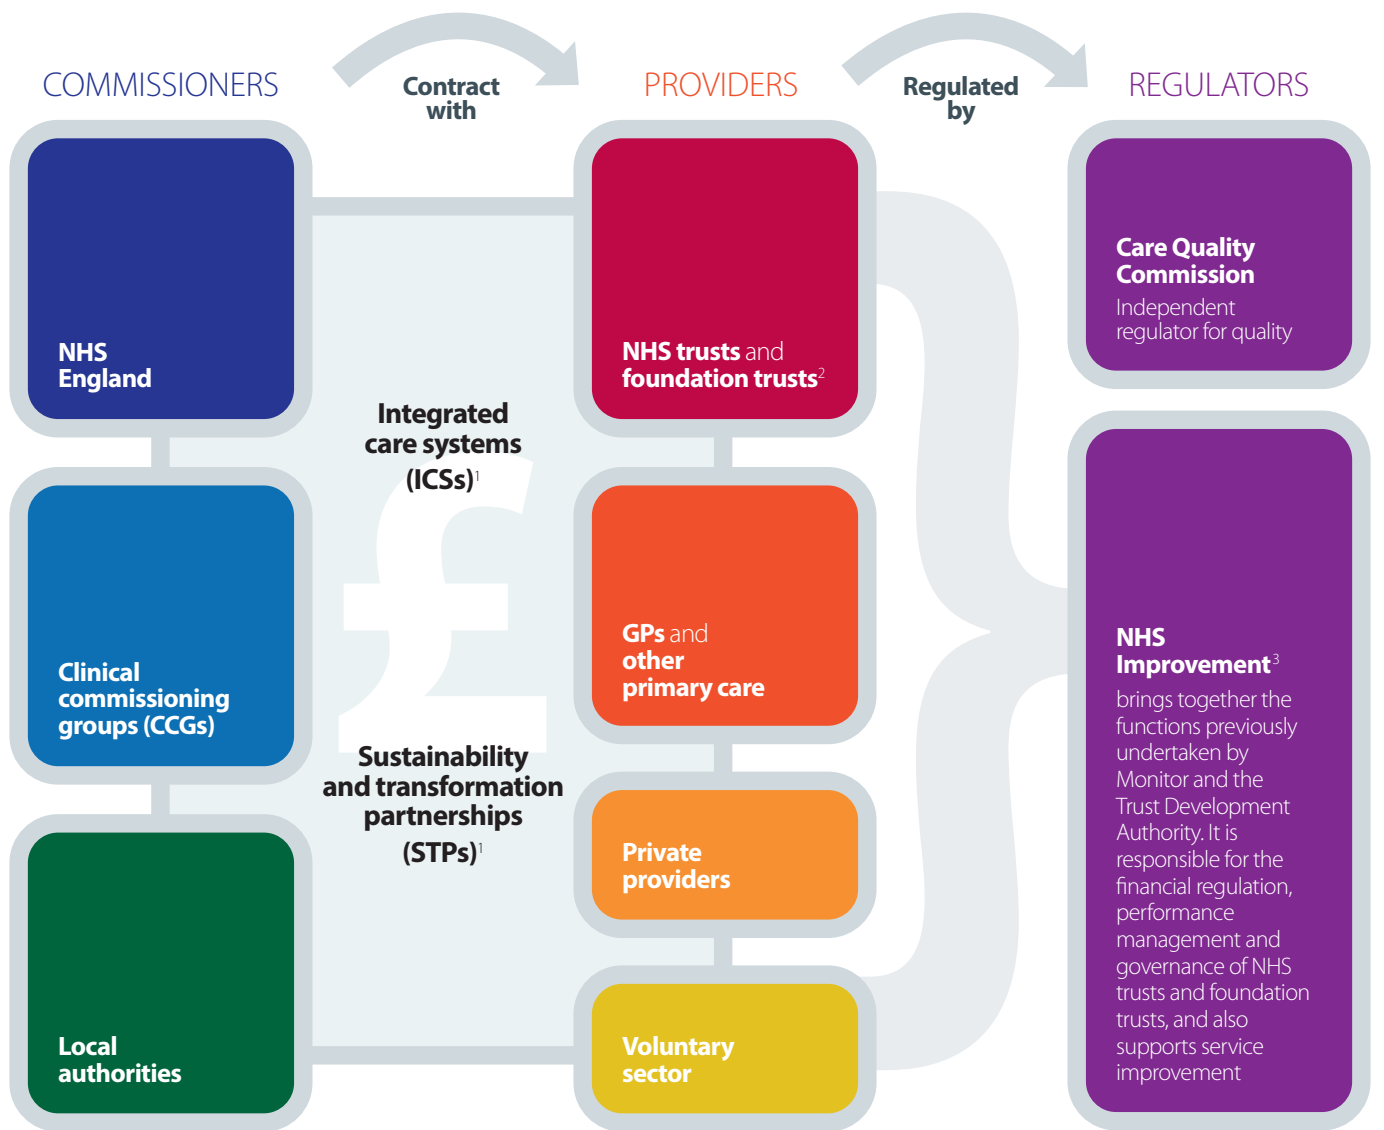 COMMISSIONERS
Contract
with
PROVIDERS
Regulated
by
REGULATORS
NHS
England
Clinical
commissioning
groups (CCGs)
Local
authorities
Integrated
care systems
(ICSs)1
£
Sustainability
and transformation
partnerships
(STPs)1
NHS trusts and
foundation trusts2
GPs and
other
primary care
Private
providers
Voluntary
sector
Care Quality
Commission
Independent
regulator for quality
NHS
Improvement3
brings together the
functions previously
undertaken by
Monitor and the
Trust Development
Authority. It is
responsible for the
financial regulation,
performance
management and
governance of NHS
trusts and foundation
trusts, and also
supports service
improvement